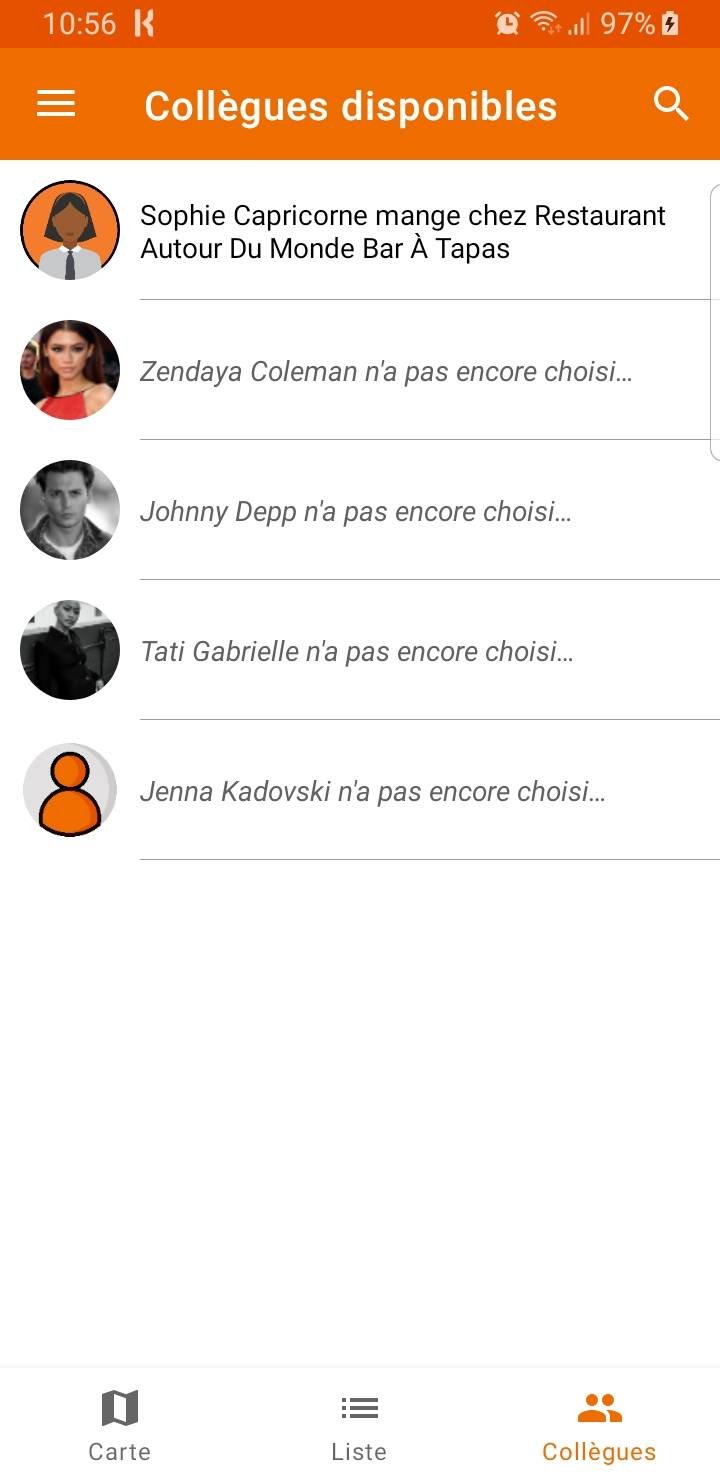 10:56 97%
Collègues disponibles
Sophie Capricorne mange chez Restaurant
Autour Du Monde Bar À Tapas
Zendaya Coleman n'a pas encore choisi…
Johnny Depp n'a pas encore choisi…
Tati Gabrielle n'a pas encore choisi…
Jenna Kadovski n'a pas encore choisi…
Carte Liste Collègues